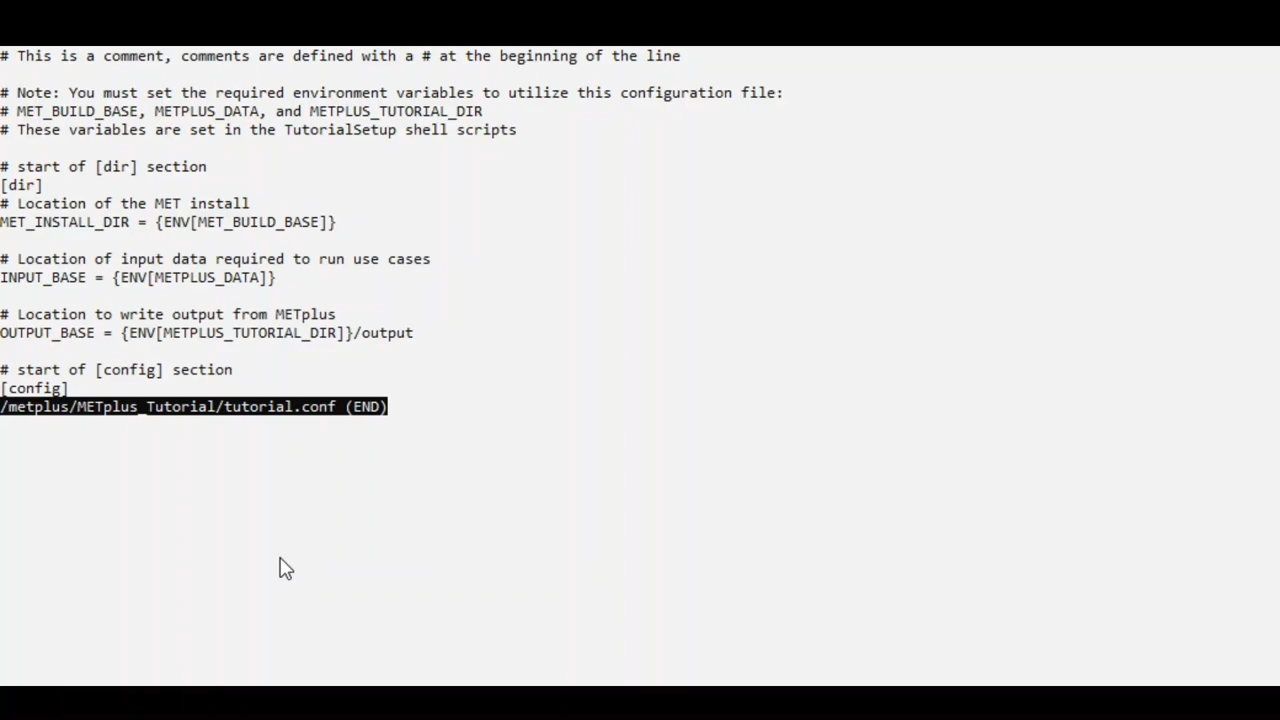 # This is a comment, comments are defined with a # at the beginning of the line
# Note: You must set the required environment variables to utilize this configuration file:
# MET_BUILD_BASE, METPLUS_DATA, and METPLUS_TUTORIAL_DIR
# These variables are set in the TutorialSetup shell scripts
# start of [dir] section
[dir]
# Location of the MET install
MET_INSTALL_DIR = {ENV[MET_BUILD_BASE]}
# Location of input data required to run use cases
INPUT_BASE = {ENV[METPLUS_DATA]}
# Location to write output from METplus
OUTPUT_BASE = {ENV[METPLUS_TUTORIAL_DIR]}/output
# start of [config] section
[config]
/metplus/METplus_Tutorial/tutorial.conf (END)